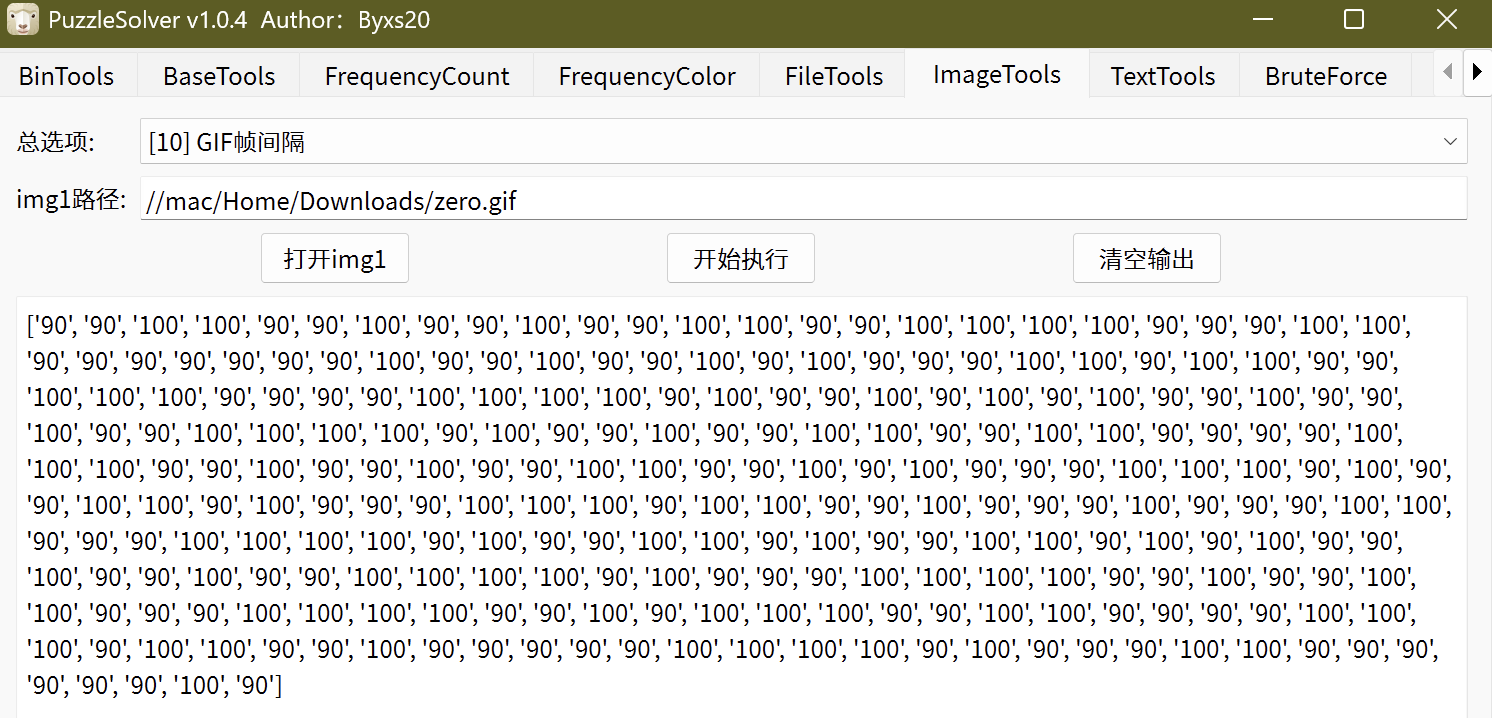 PuzzleSolver v1.0.4  Author：Byxs20
BinTools BaseTools FrequencyCount FrequencyColor FileTools ImageTools TextTools BruteForce
总选项: [10] GIF帧间隔
img1路径: //mac/Home/Downloads/zero.gif
打开img1 开始执行 清空输出
['90', '90', '100', '100', '90', '90', '100', '90', '90', '100', '90', '90', '100', '100', '90', '90', '100', '100', '100', '100', '90', '90', '90', '100', '100',
'90', '90', '90', '90', '90', '90', '90', '100', '90', '90', '100', '90', '90', '100', '90', '100', '90', '90', '90', '100', '100', '90', '100', '100', '90', '90',
'100', '100', '100', '90', '90', '90', '90', '100', '100', '100', '100', '90', '100', '90', '90', '100', '90', '100', '90', '100', '90', '90', '100', '90', '90',
'100', '90', '90', '100', '100', '100', '100', '90', '100', '90', '90', '100', '90', '90', '100', '100', '90', '90', '100', '100', '90', '90', '90', '90', '100',
'100', '100', '90', '90', '100', '90', '90', '100', '90', '90', '100', '100', '90', '90', '100', '90', '100', '90', '90', '90', '100', '100', '100', '90', '100', '90',
'90', '100', '100', '90', '100', '90', '90', '90', '100', '100', '100', '90', '100', '100', '90', '90', '100', '90', '90', '90', '100', '90', '90', '90', '100', '100',
'90', '90', '90', '100', '100', '100', '100', '90', '100', '90', '90', '100', '100', '90', '100', '90', '90', '100', '100', '90', '100', '90', '100', '90', '90',
'100', '90', '90', '100', '90', '90', '100', '100', '100', '100', '90', '100', '90', '90', '90', '100', '100', '100', '100', '90', '90', '100', '90', '90', '100',
'100', '90', '90', '90', '100', '100', '100', '100', '90', '90', '100', '90', '100', '100', '100', '90', '90', '100', '100', '90', '90', '90', '90', '100', '100',
'100', '90', '100', '100', '90', '90', '100', '90', '90', '90', '90', '90', '100', '100', '100', '100', '90', '100', '90', '90', '90', '100', '100', '90', '90', '90',
'90', '90', '90', '100', '90']